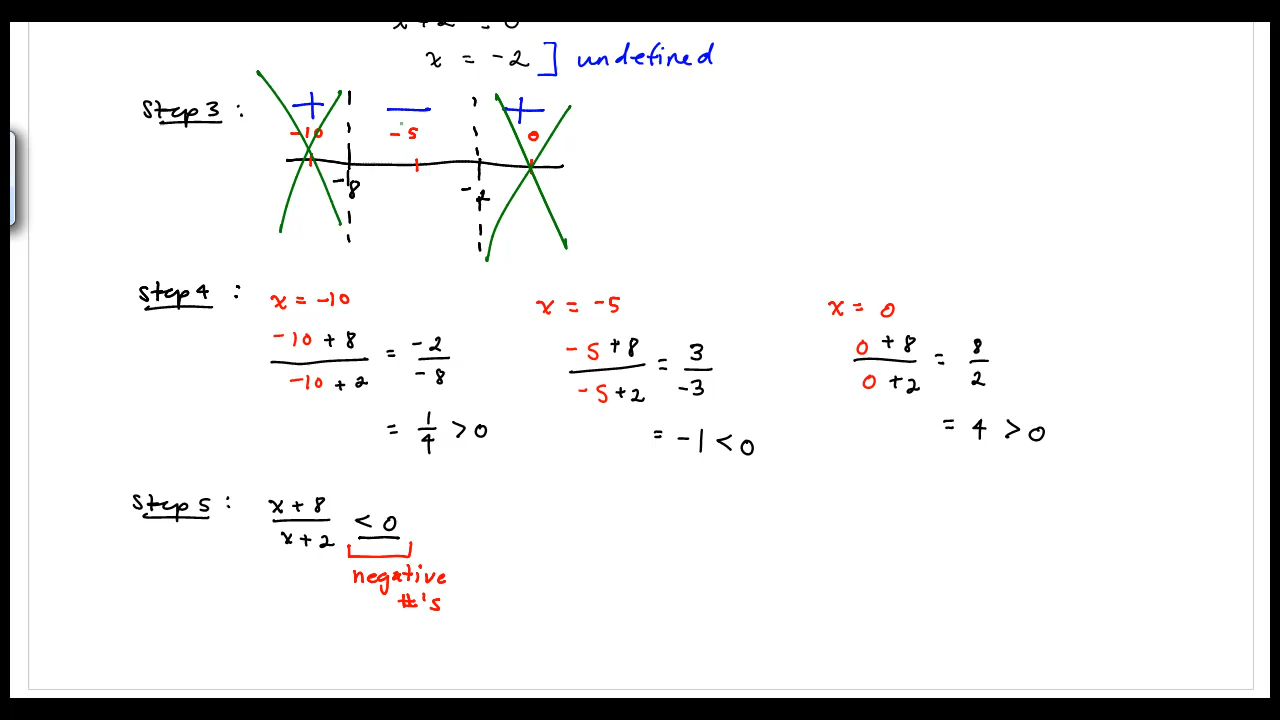 x + 2 = 0
x = -2 ] undefined
Step 3 :
+ — +
-10 -5 0
-8 -2
Step 4 : x = -10 x = -5 x = 0
-10 + 8 / -10 + 2 = -2 / -8 -5 + 8 / -5 + 2 = 3 / -3 0 + 8 / 0 + 2 = 8 / 2
= 1/4 > 0 = -1 < 0 = 4 > 0
Step 5 : x + 8 / x + 2 < 0
negative
#'s